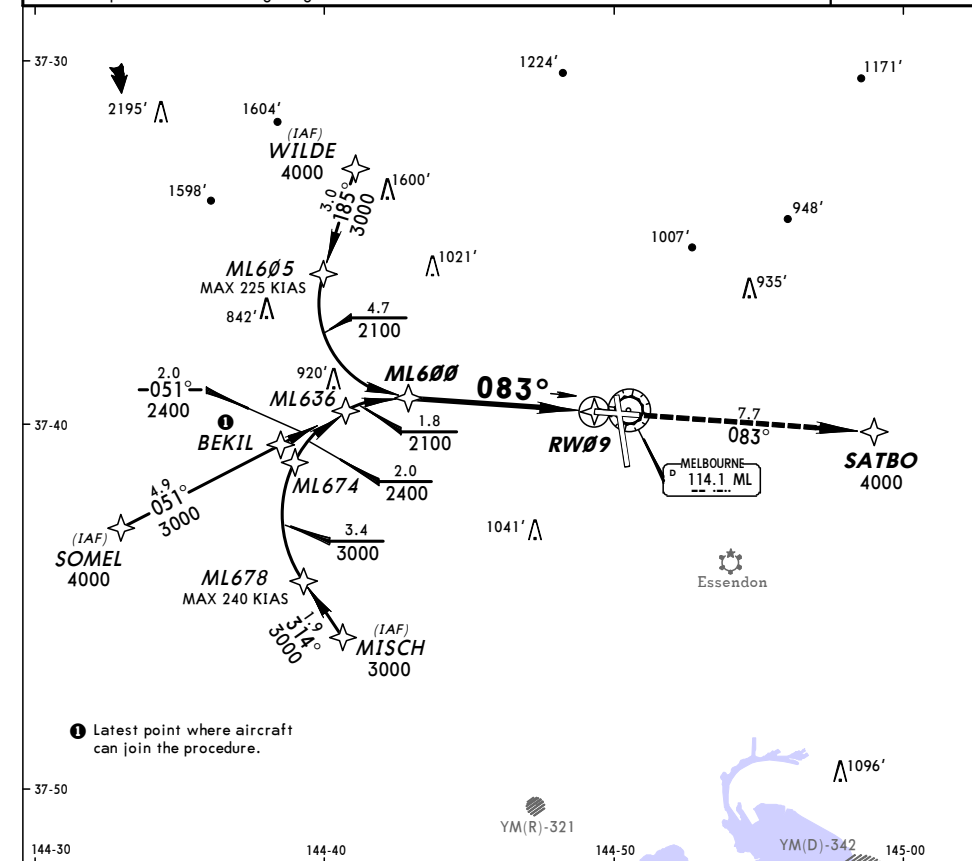 37-30
1224'
1171'
2195'
1604'
(IAF)
WILDE
4000
3.0
185°
3000
1600'
1598'
948'
1007'
ML6Ø5
MAX 225 KIAS
1021'
935'
842'
4.7
2100
920'
ML6ØØ
083°
2.0
051°
2400
ML636
1.8
2100
37-40
1
BEKIL
RWØ9
7.7
083°
SATBO
4000
MELBOURNE
D 114.1 ML
ML674
2.0
2400
4.9
051°
3000
(IAF)
SOMEL
4000
3.4
3000
1041'
Essendon
ML678
MAX 240 KIAS
1.9
314°
3000
(IAF)
MISCH
3000
1 Latest point where aircraft
can join the procedure.
1096'
37-50
YM(R)-321
YM(D)-342
144-30
144-40
144-50
145-00